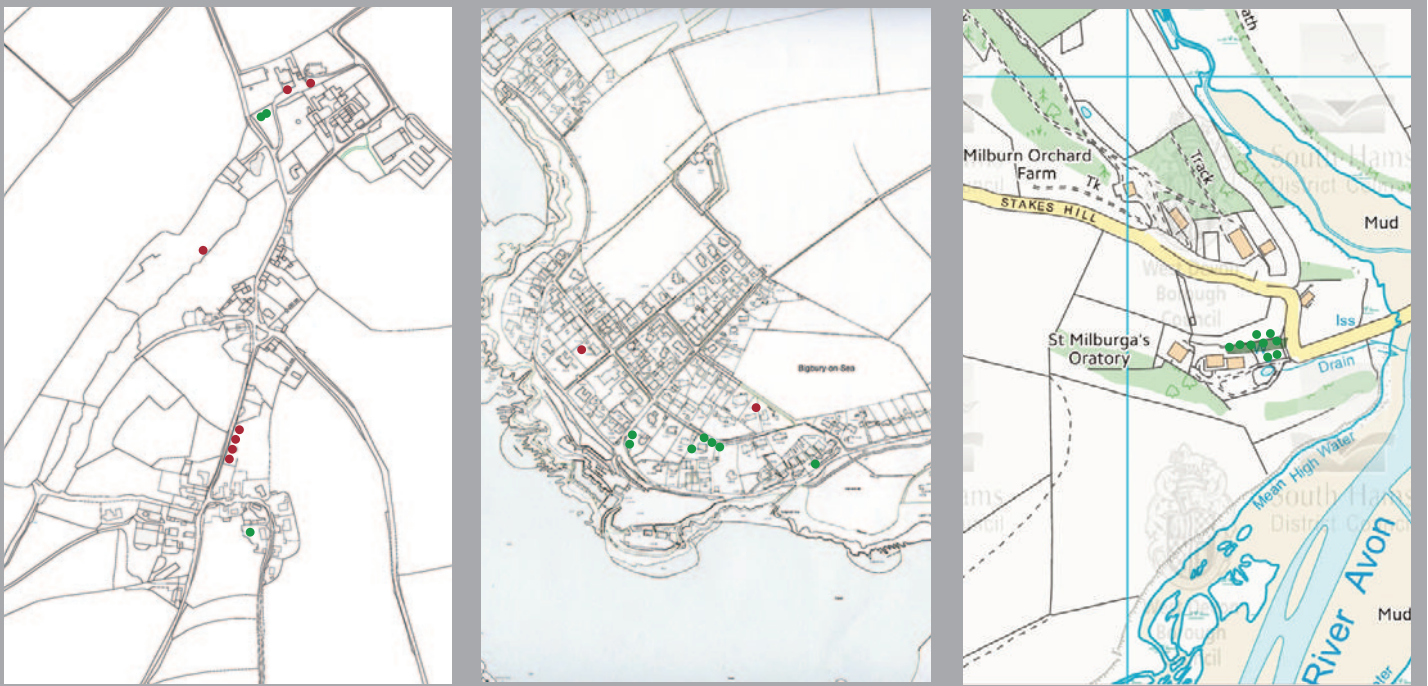 Bigbury-on-Sea
Milburn Orchard
Farm
Tk
Track
STAKES HILL
Mud
St Milburga's
Oratory
Iss
Drain
Mean High Water
River Avon
Mud
South Hams
District Council
West Devon
Borough
Council
South Hams
District Council